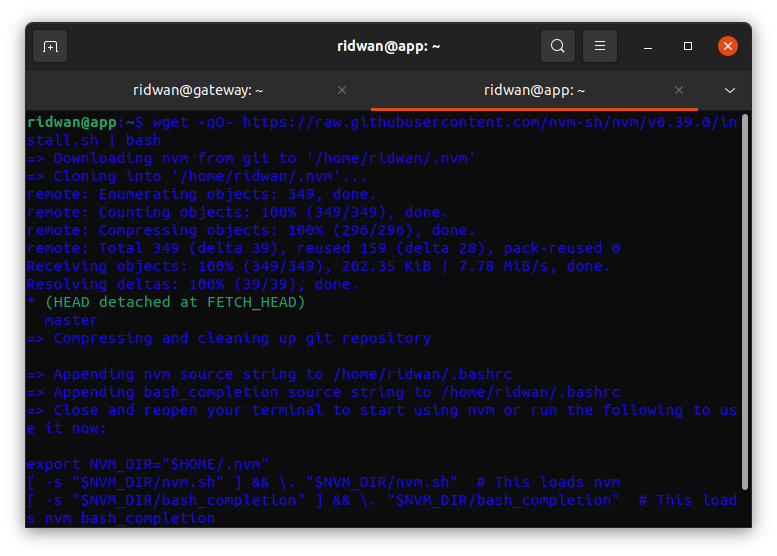 ridwan@app: ~
ridwan@gateway: ~
ridwan@app: ~
ridwan@app:~$ wget -qO- https://raw.githubusercontent.com/nvm-sh/nvm/v0.39.0/in
stall.sh | bash
=> Downloading nvm from git to '/home/ridwan/.nvm'
=> Cloning into '/home/ridwan/.nvm'...
remote: Enumerating objects: 349, done.
remote: Counting objects: 100% (349/349), done.
remote: Compressing objects: 100% (296/296), done.
remote: Total 349 (delta 39), reused 159 (delta 28), pack-reused 0
Receiving objects: 100% (349/349), 202.35 KiB | 7.78 MiB/s, done.
Resolving deltas: 100% (39/39), done.
* (HEAD detached at FETCH_HEAD)
  master
=> Compressing and cleaning up git repository

=> Appending nvm source string to /home/ridwan/.bashrc
=> Appending bash_completion source string to /home/ridwan/.bashrc
=> Close and reopen your terminal to start using nvm or run the following to us
e it now:

export NVM_DIR="$HOME/.nvm"
[ -s "$NVM_DIR/nvm.sh" ] && \. "$NVM_DIR/nvm.sh"  # This loads nvm
[ -s "$NVM_DIR/bash_completion" ] && \. "$NVM_DIR/bash_completion"  # This load
s nvm bash_completion